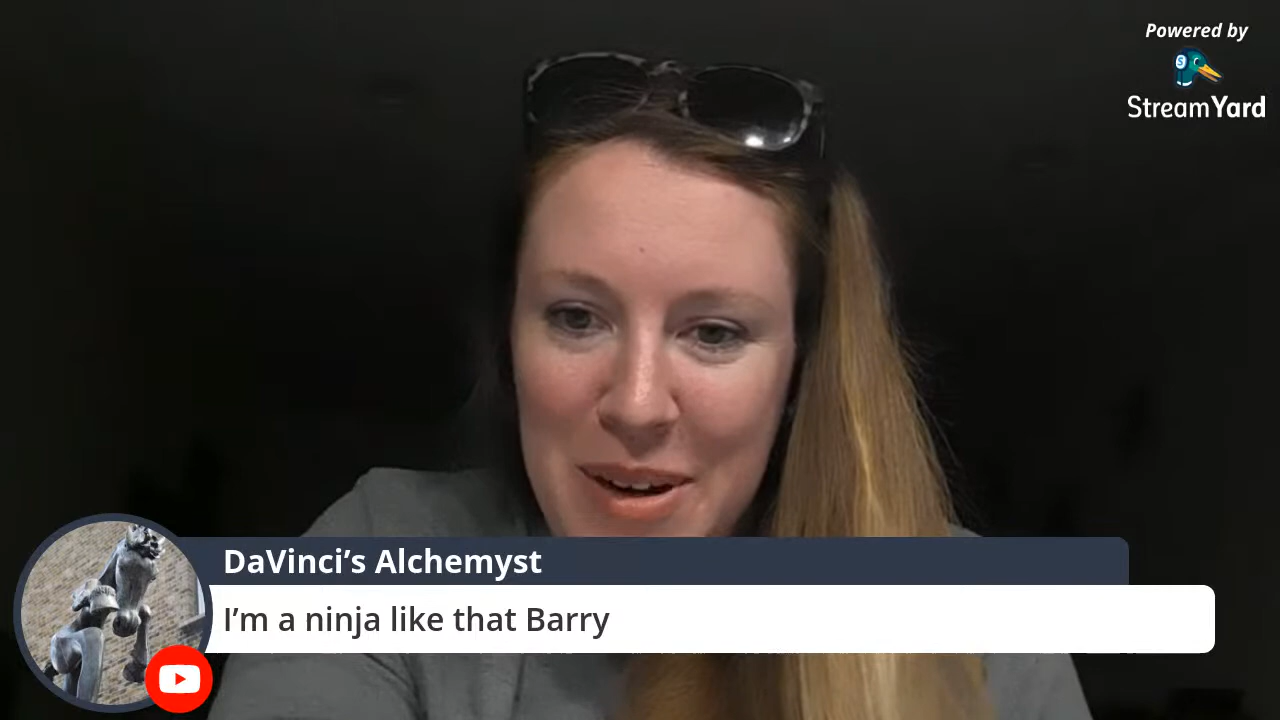 Powered by
StreamYard
DaVinci’s Alchemyst
I’m a ninja like that Barry